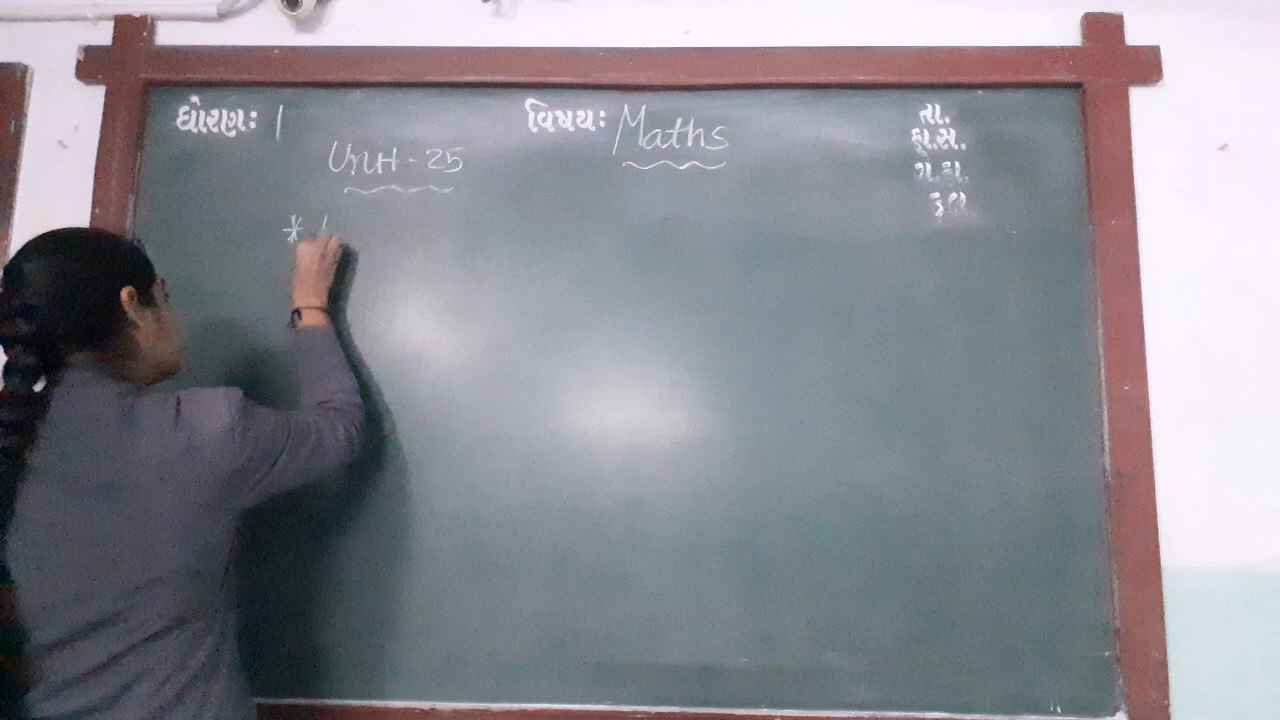 ધોરણ: 1
વિષય: Maths
તા.
હા.સ.
ગ.હા.
કુલ
Unit - 25
*